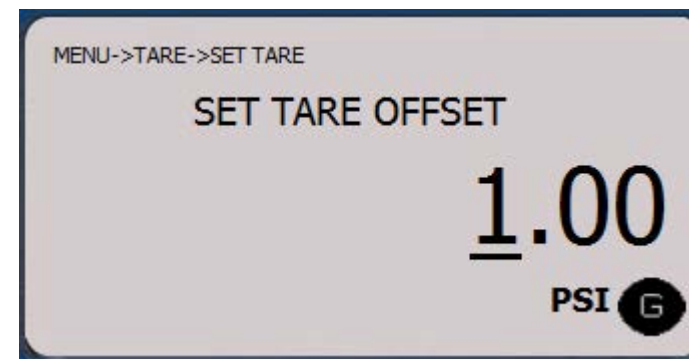 MENU->TARE->SET TARE
SET TARE OFFSET
1.00
PSI G